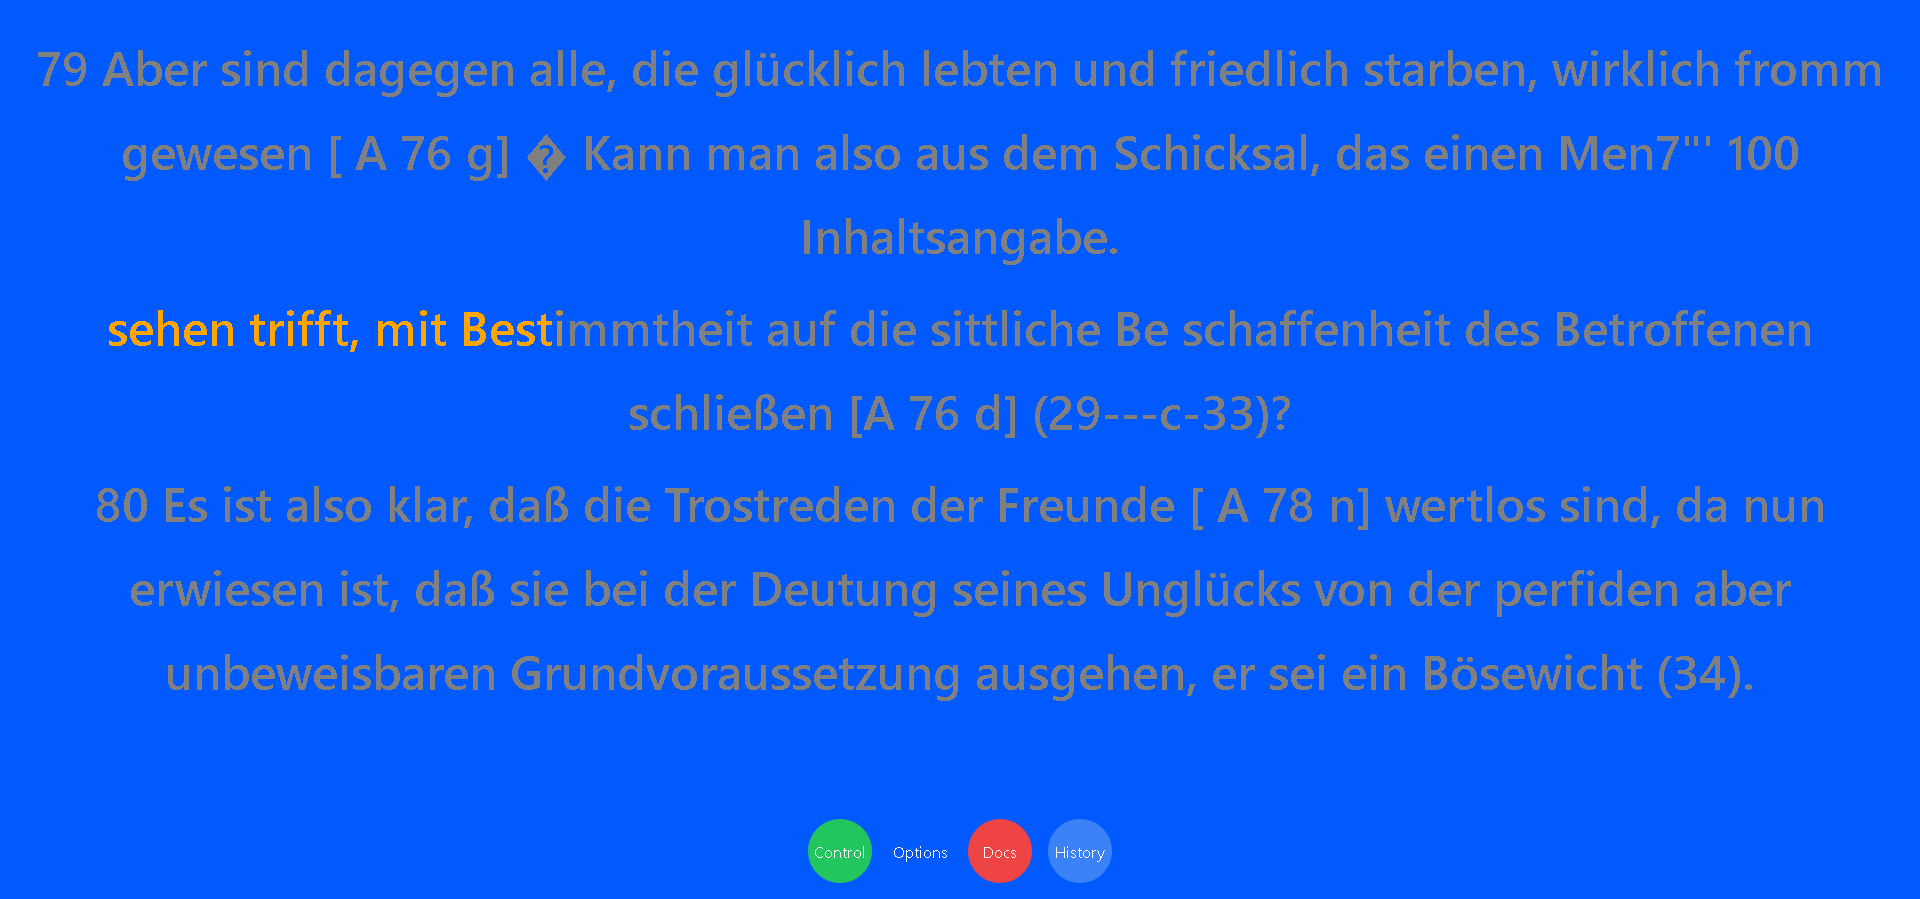 79 Aber sind dagegen alle, die glücklich lebten und friedlich starben, wirklich fromm
gewesen [ A 76 g] � Kann man also aus dem Schicksal, das einen Men7"' 100
Inhaltsangabe.
sehen trifft, mit Bestimmtheit auf die sittliche Be schaffenheit des Betroffenen
schließen [A 76 d] (29---c-33)?
80 Es ist also klar, daß die Trostreden der Freunde [ A 78 n] wertlos sind, da nun
erwiesen ist, daß sie bei der Deutung seines Unglücks von der perfiden aber
unbeweisbaren Grundvoraussetzung ausgehen, er sei ein Bösewicht (34).
Control Options Docs History